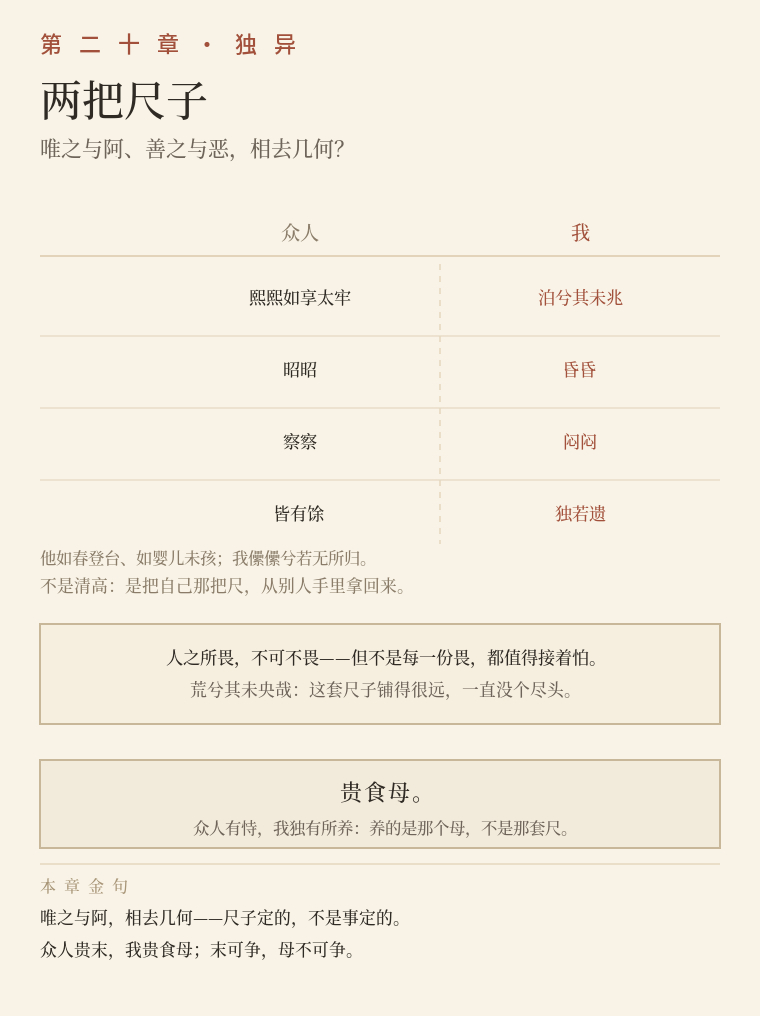 第二十章·独异
两把尺子
唯之与阿、善之与恶，相去几何？
众人 我
熙熙如享太牢 泊兮其未兆
昭昭 昏昏
察察 闷闷
皆有馀 独若遗
他如春登台、如婴儿未孩；我儽儽兮若无所归。
不是清高：是把自己那把尺，从别人手里拿回来。
人之所畏，不可不畏——但不是每一份畏，都值得接着怕。
荒兮其未央哉：这套尺子铺得很远，一直没个尽头。
贵食母。
众人有恃，我独有所养：养的是那个母，不是那套尺。
本章金句
唯之与阿，相去几何——尺子定的，不是事定的。
众人贵末，我贵食母；末可争，母不可争。